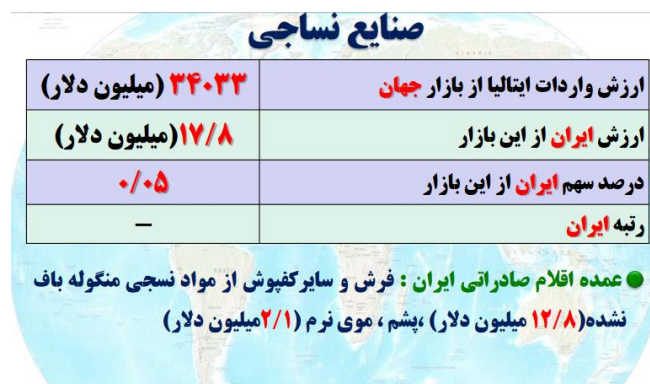 صنایع نساجی
ارزش واردات ایتالیا از بازار جهان ۳۴۰۳۳ (میلیون دلار)
ارزش ایران از این بازار ۱۷/۸(میلیون دلار)
درصد سهم ایران از این بازار ۰/۰۵
رتبه ایران –
عمده اقلام صادراتی ایران : فرش و سایرکفپوش از مواد نسجی منگوله باف
نشده(۱۲/۸ میلیون دلار) ،پشم ، موی نرم (۲/۱میلیون دلار)